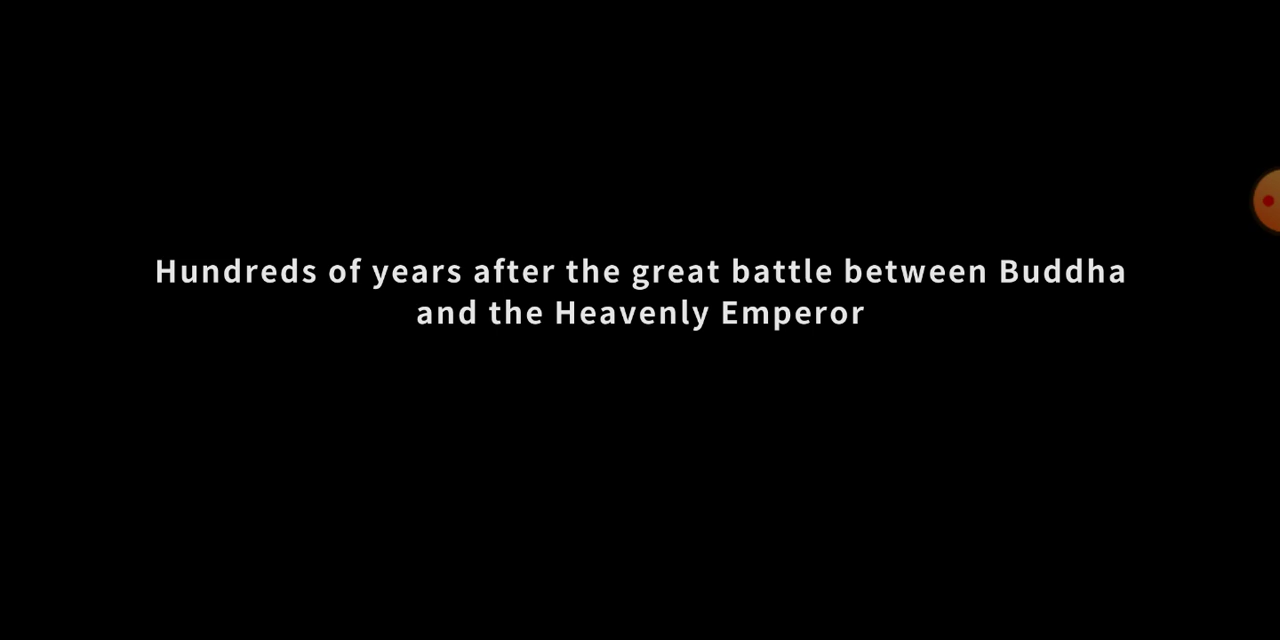 Hundreds of years after the great battle between Buddha
and the Heavenly Emperor